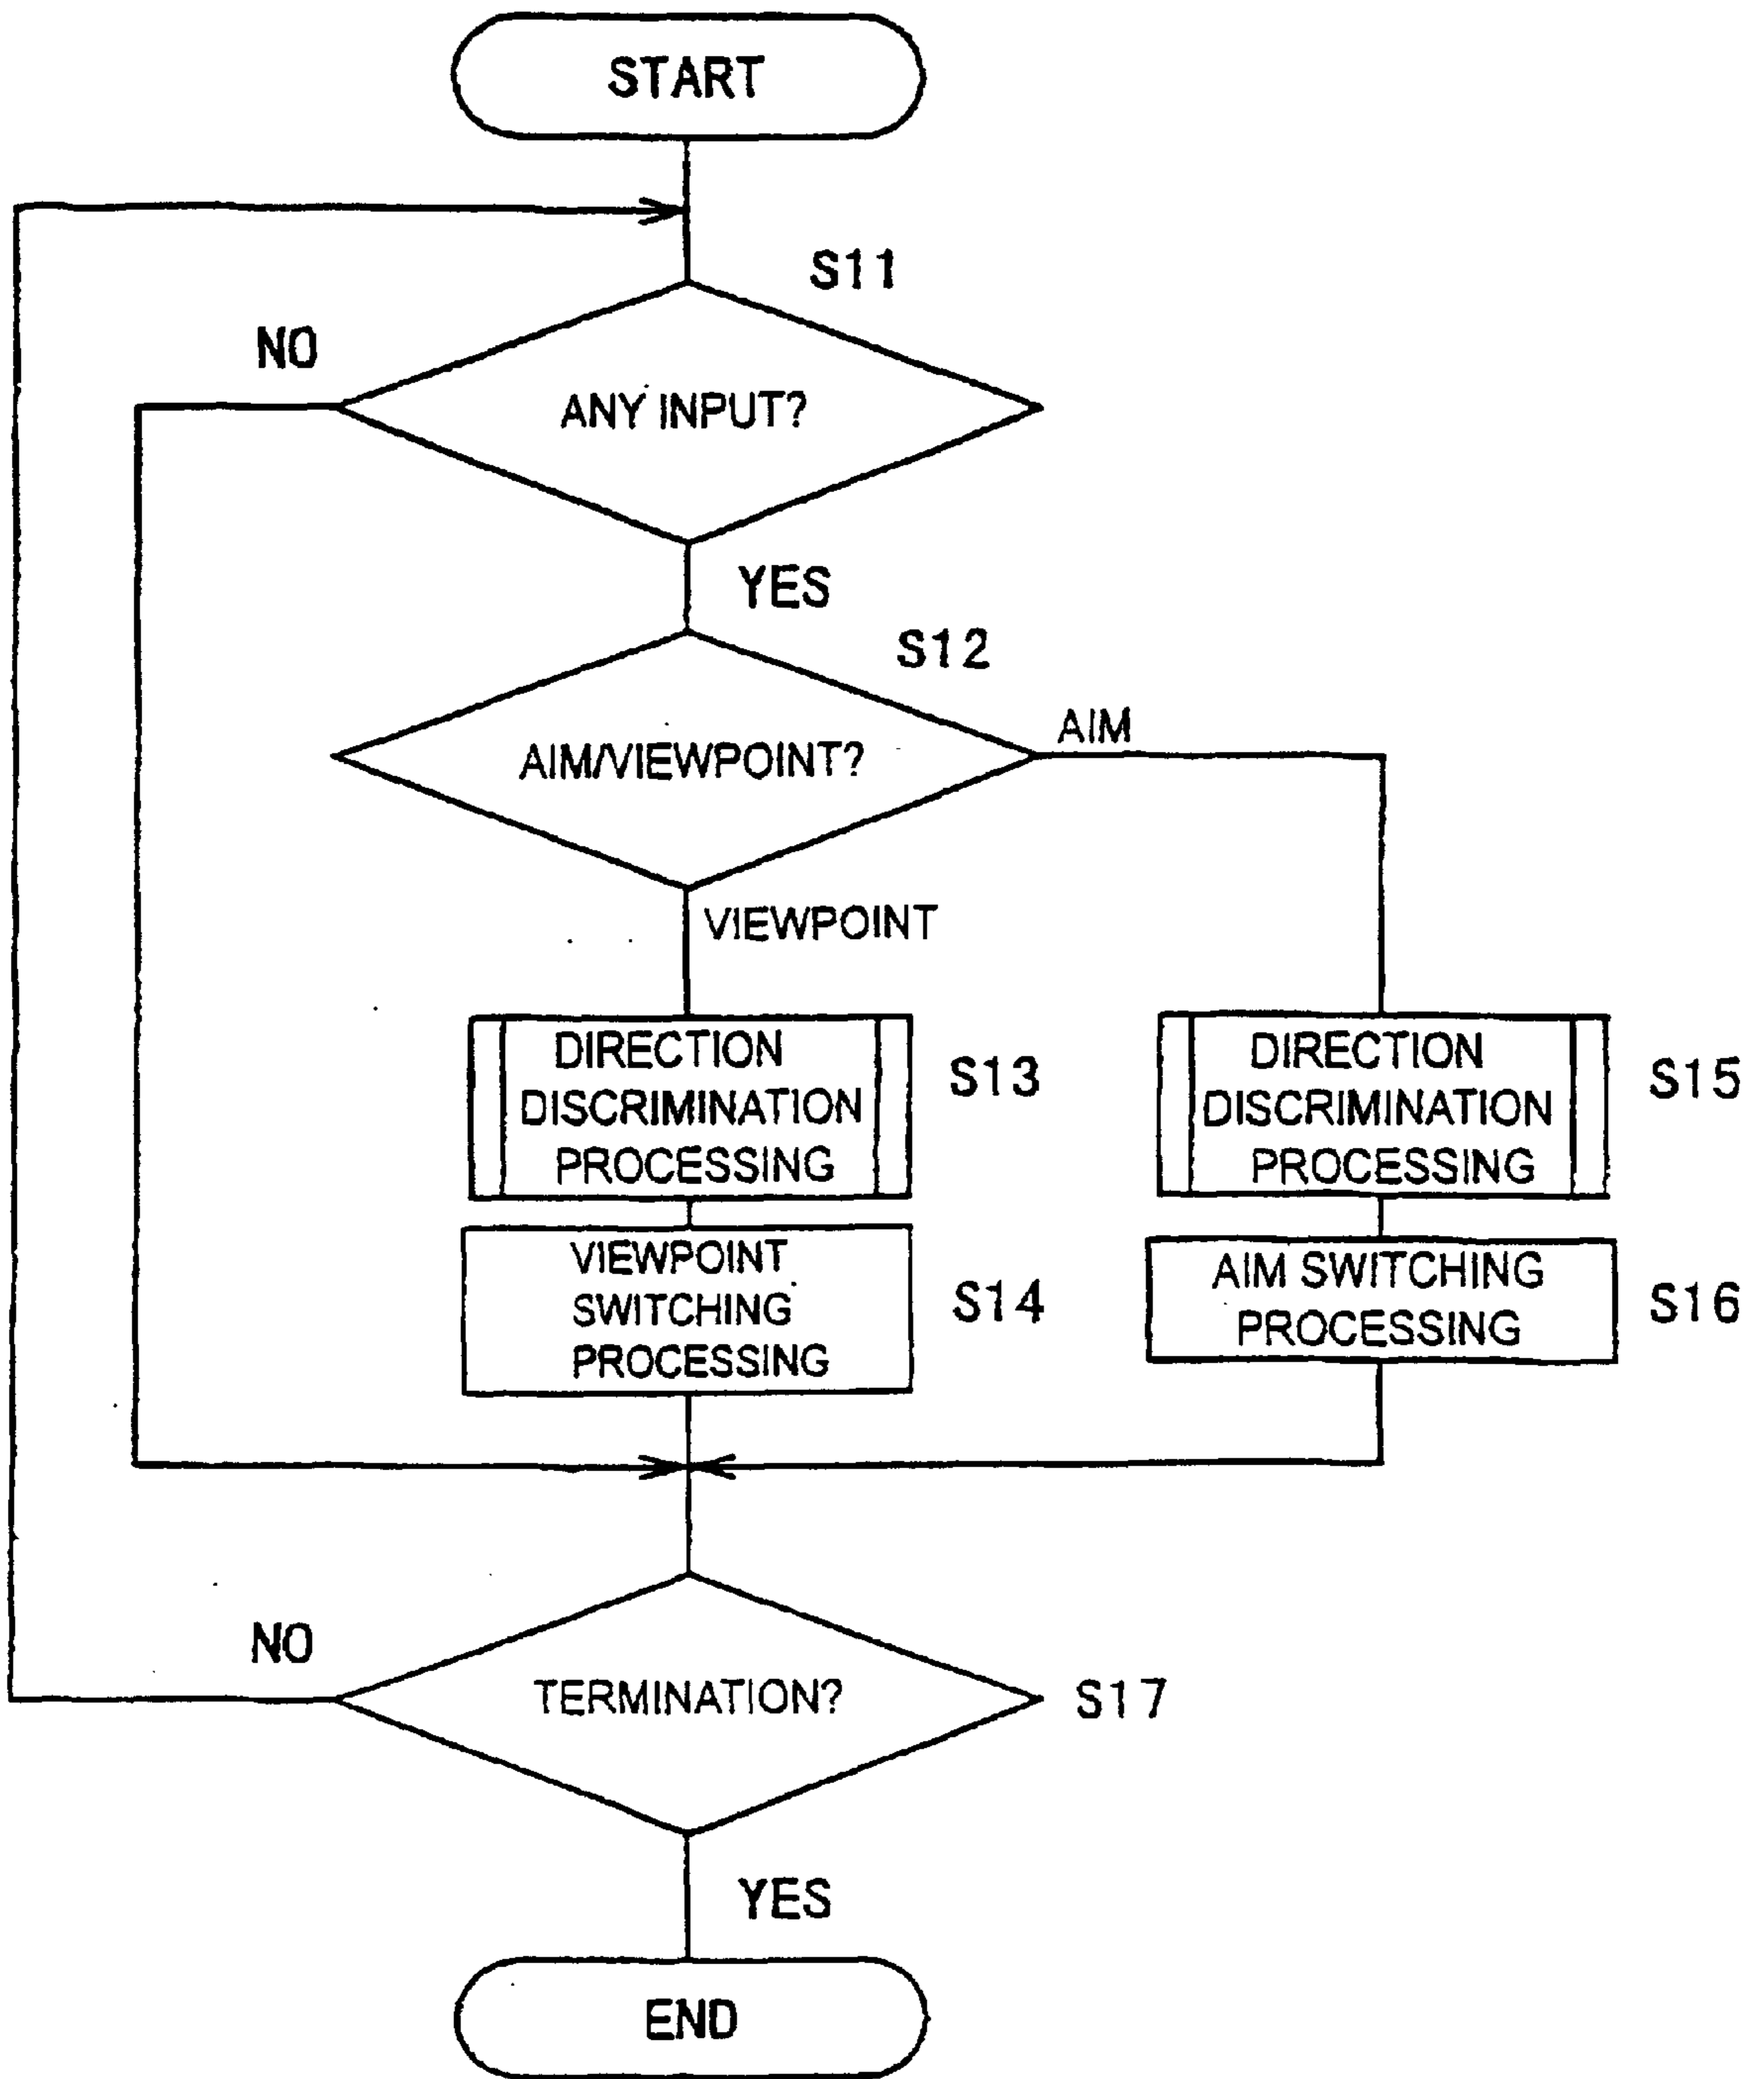 START
S11
NO
ANY INPUT?
YES
S12
AIM
AIM/VIEWPOINT?
VIEWPOINT
DIRECTION
DISCRIMINATION
PROCESSING
S13
DIRECTION
DISCRIMINATION
PROCESSING
S15
VIEWPOINT
SWITCHING
PROCESSING
S14
AIM SWITCHING
PROCESSING
S16
NO
TERMINATION?
S17
YES
END